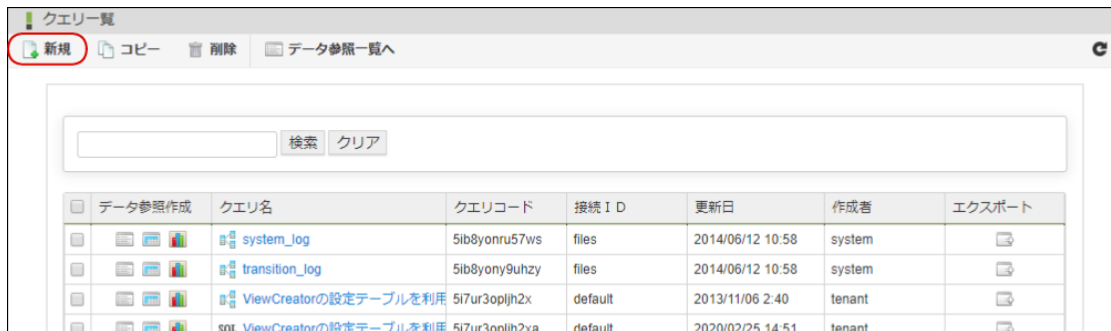 クエリー覧
新規 コピー 削除 データ参照一覧へ
検索 クリア
データ参照作成 クエリ名 クエリコード 接続ID 更新日 作成者 エクスポート
system_log 5ib8yonru57ws files 2014/06/12 10:58 system
transition_log 5ib8yony9uhzy files 2014/06/12 10:58 system
ViewCreatorの設定テーブルを利用 5i7ur3opljh2x default 2013/11/06 2:40 tenant
SQL ViewCreatorの設定テーブルを利用 5i7ur3opljh2xa default 2020/02/25 14:51 tenant